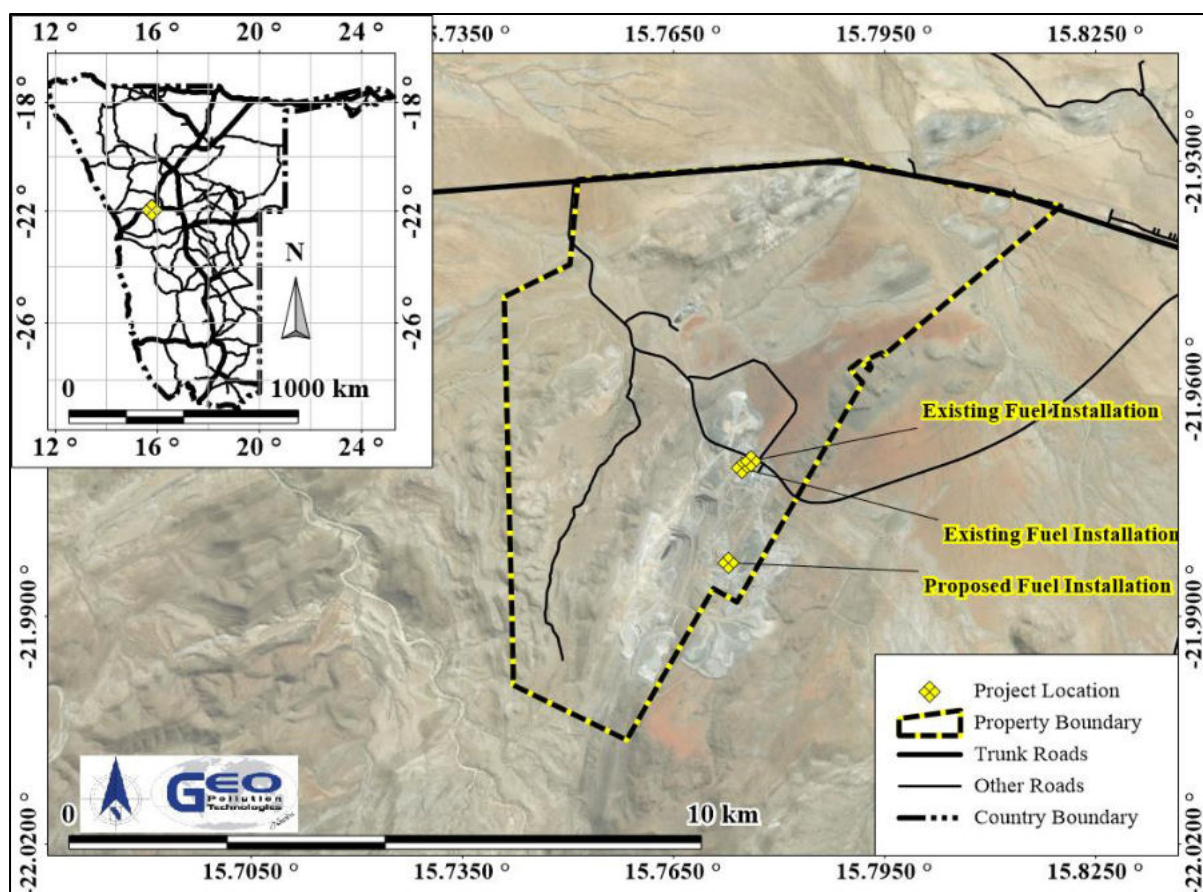 12 ° 16 ° 20 ° 24 °
-18°
-22°
-26°
N
0 1000 km
12 ° 16 ° 20 ° 24 °
15.7350 ° 15.7650 ° 15.7950 ° 15.8250 °
-21.9300 °
-21.9600 °
-21.9900 °
-22.0200 °
Existing Fuel Installation
Existing Fuel Installation
Proposed Fuel Installation
Project Location
Property Boundary
Trunk Roads
Other Roads
Country Boundary
GEO
Pollution
Technologies
0 10 km
-21.9900 °
-22.0200 °
15.7050 ° 15.7350 ° 15.7650 ° 15.7950 ° 15.8250 °